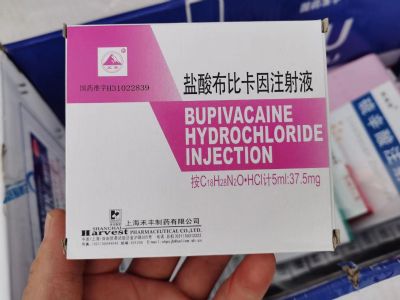 国药准字H31022839
盐酸布比卡因注射液
BUPIVACAINE
HYDROCHLORIDE
INJECTION
按C18H28N2O•HCl计5ml:37.5mg
上海禾丰制药有限公司
SHANGHAI
Harvest PHARMACEUTICAL CO.,LTD.